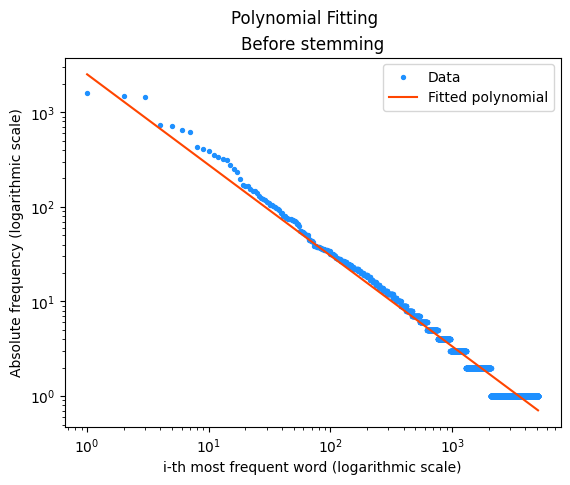 Polynomial Fitting
Before stemming
Data
Fitted polynomial
Absolute frequency (logarithmic scale)
10³
10²
10¹
10⁰
10⁰ 10¹ 10² 10³
i-th most frequent word (logarithmic scale)